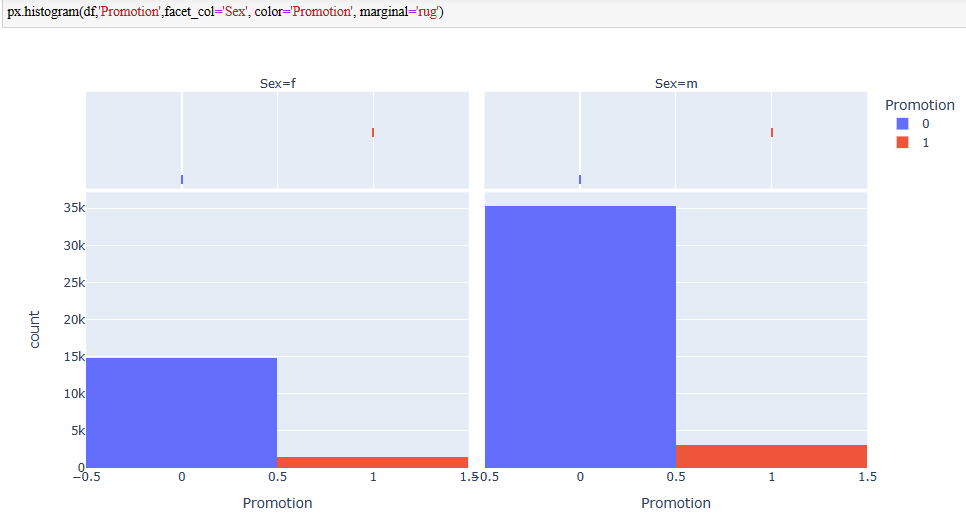 px.histogram(df,'Promotion',facet_col='Sex', color='Promotion', marginal='rug')
Sex=f
Sex=m
Promotion
0
1
35k
30k
25k
20k
15k
10k
5k
0
count
−0.5
0
0.5
1
1.5
−0.5
0
0.5
1
1.5
Promotion
Promotion